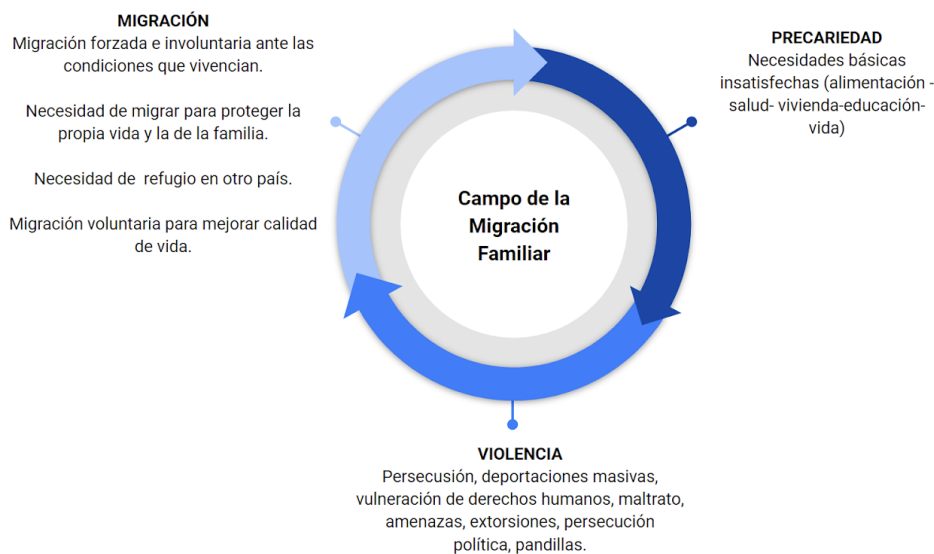 MIGRACIÓN
Migración forzada e involuntaria ante las
condiciones que vivencian.
Necesidad de migrar para proteger la
propia vida y la de la familia.
Necesidad de refugio en otro país.
Migración voluntaria para mejorar calidad
de vida.
PRECARIEDAD
Necesidades básicas
insatisfechas (alimentación -
salud- vivienda-educación-
vida)
Campo de la
Migración
Familiar
VIOLENCIA
Persecusión, deportaciones masivas,
vulneración de derechos humanos, maltrato,
amenazas, extorsiones, persecución
política, pandillas.